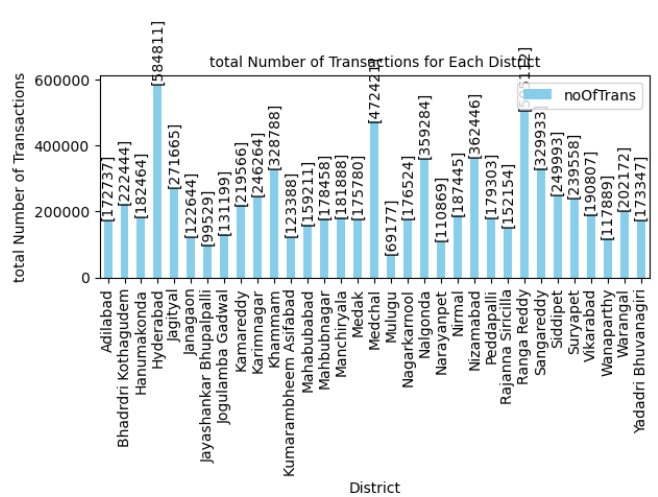 total Number of Transactions for Each District
total Number of Transactions
600000
400000
200000
0
noOfTrans
[172737]
[222444]
[182464]
[584811]
[271665]
[122644]
[99529]
[131199]
[219566]
[246264]
[328788]
[123388]
[159211]
[178458]
[181888]
[175780]
[69177]
[176524]
[359284]
[110869]
[187445]
[362446]
[179303]
[152154]
[329933]
[249993]
[239558]
[190807]
[117889]
[202172]
[173347]
Adilabad
Bhadrdri Kothagudem
Hanumakonda
Hyderabad
Jagityal
Janagaon
Jayashankar Bhupalpalli
Jogulamba Gadwal
Kamareddy
Karimnagar
Khammam
Kumarambheem Asifabad
Mahabubabad
Mahbubnagar
Manchiryala
Medak
Medchal
Mulugu
Nagarkarnool
Nalgonda
Narayanpet
Nirmal
Nizamabad
Peddapalli
Rajanna Siricilla
Ranga Reddy
Sangareddy
Siddipet
Suryapet
Vikarabad
Wanaparthy
Warangal
Yadadri Bhuvanagiri
District